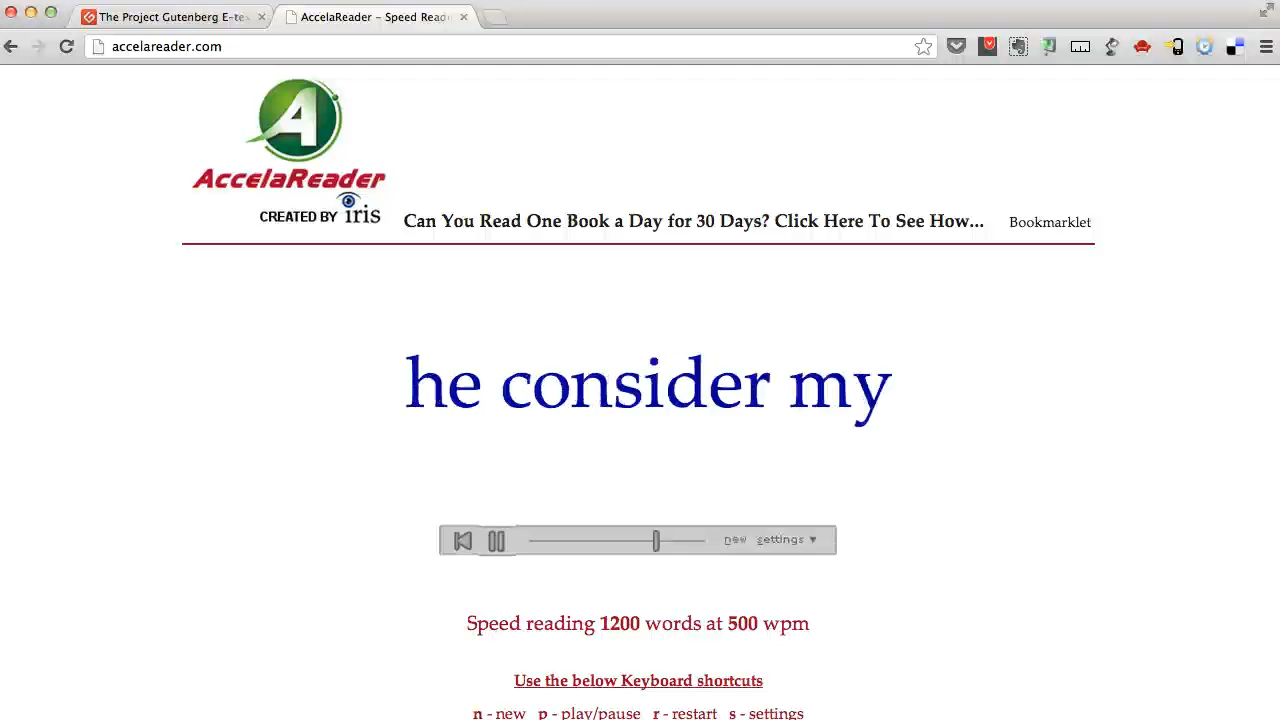 The Project Gutenberg E-te
AccelaReader - Speed Read
accelareader.com
A
AccelaReader
CREATED BY iris
Can You Read One Book a Day for 30 Days? Click Here To See How... Bookmarklet
he consider my
new settings ▼
Speed reading 1200 words at 500 wpm
Use the below Keyboard shortcuts
n - new p - play/pause r - restart s - settings